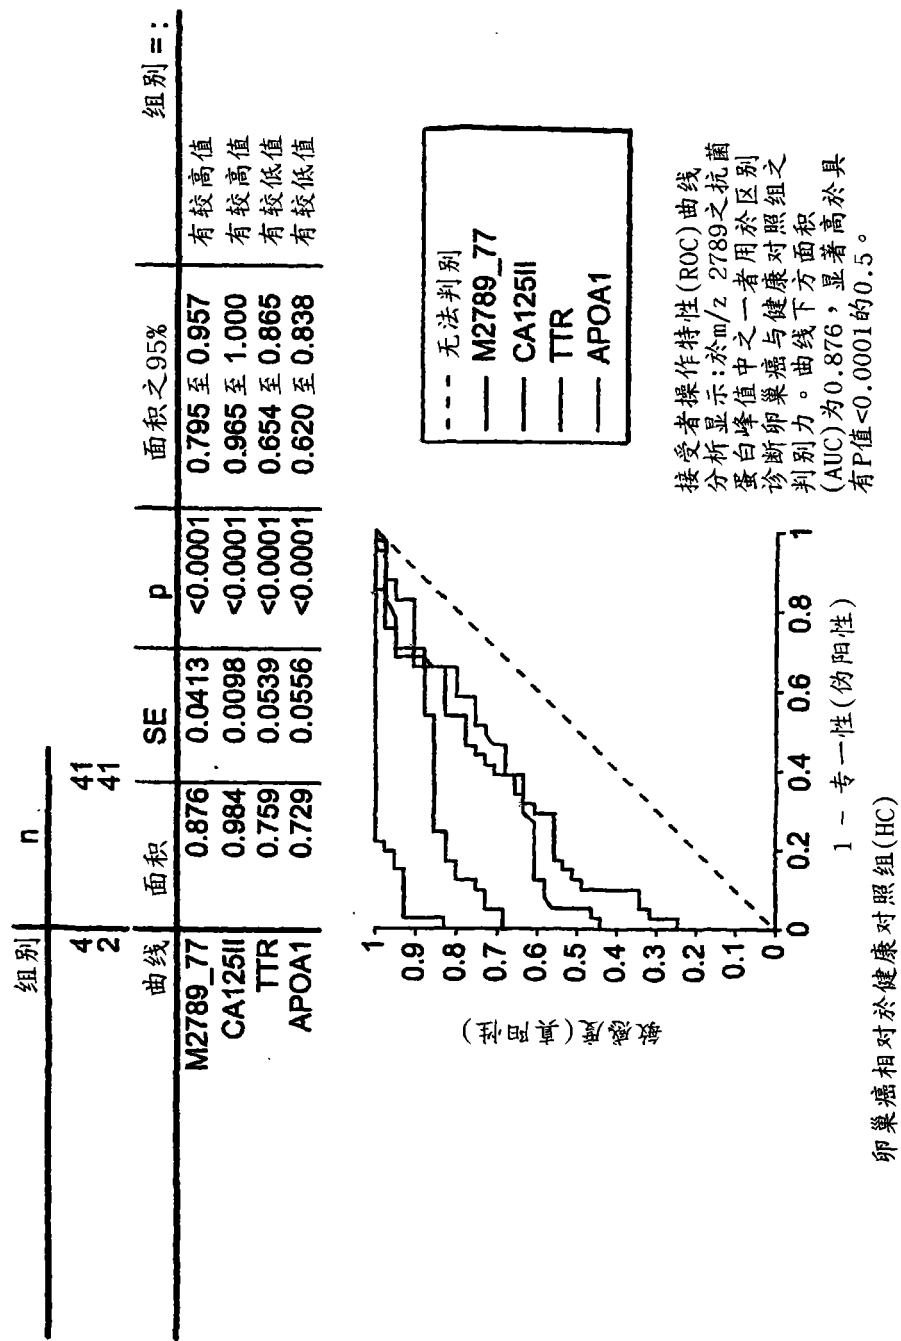 组别 n
4 41
2 41
曲线 面积 SE p 面积之95% 组别=:
M2789_77 0.876 0.0413 <0.0001 0.795 至 0.957 有较高值
CA125II 0.984 0.0098 <0.0001 0.965 至 1.000 有较高值
TTR 0.759 0.0539 <0.0001 0.654 至 0.865 有较低值
APOA1 0.729 0.0556 <0.0001 0.620 至 0.838 有较低值
敏感度(真阳性)
1
0.9
0.8
0.7
0.6
0.5
0.4
0.3
0.2
0.1
0
0 0.2 0.4 0.6 0.8 1
1 - 专一性(伪阳性)
卵巢癌相对於健康对照组(HC)
无法判别
M2789_77
CA125II
TTR
APOA1
接受者操作特性(ROC)曲线
分析显示:於m/z 2789之抗菌
蛋白峰值中之一者用於区别
诊断卵巢癌与健康对照组之
判别力。曲线下方面积
(AUC)为0.876，显著高於具
有P值<0.0001的0.5。